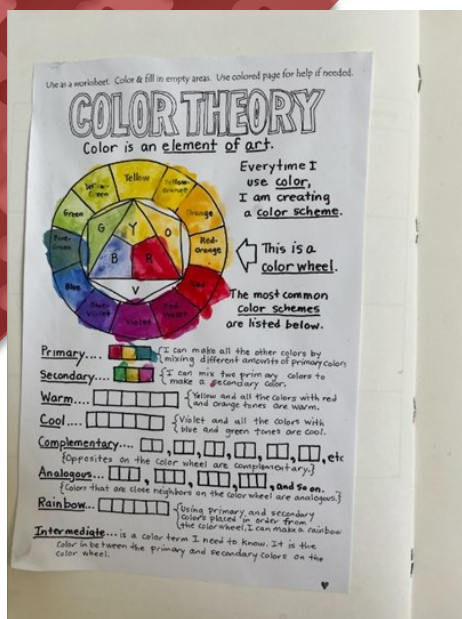 Use as a worksheet. Color & fill in empty areas. Use colored page for help if needed.
COLOR THEORY
Color is an element of art.
Everytime I
use color,
I am creating
a color scheme.
Yellow
Yellow-
Green
Yellow-
orange
Green
Orange
G
Y
O
Blue-
Green
Red-
orange
B
R
This is a
color wheel.
Blue
Red
V
Blue-
Violet
Red-
Violet
Violet
The most common
color schemes
are listed below.
Primary.... {I can make all the other colors by
mixing different amounts of primary colors
Secondary.... {I can mix two primary colors to
make a secondary color.
Warm.... {Yellow and all the colors with red
and orange tones are warm.
Cool.... {Violet and all the colors with
blue and green tones are cool.
Complementary.... , , , , , , etc
{Opposites on the color wheel are complementary.}
Analogous.... , , , , and so on.
{Colors that are close neighbors on the color wheel are analogous.}
Rainbow... {Using primary and secondary
colors placed in order from
the color wheel, I can make a rainbow
Intermediate... is a color term I need to know. It is the
color in between the primary and secondary colors on the
color wheel.